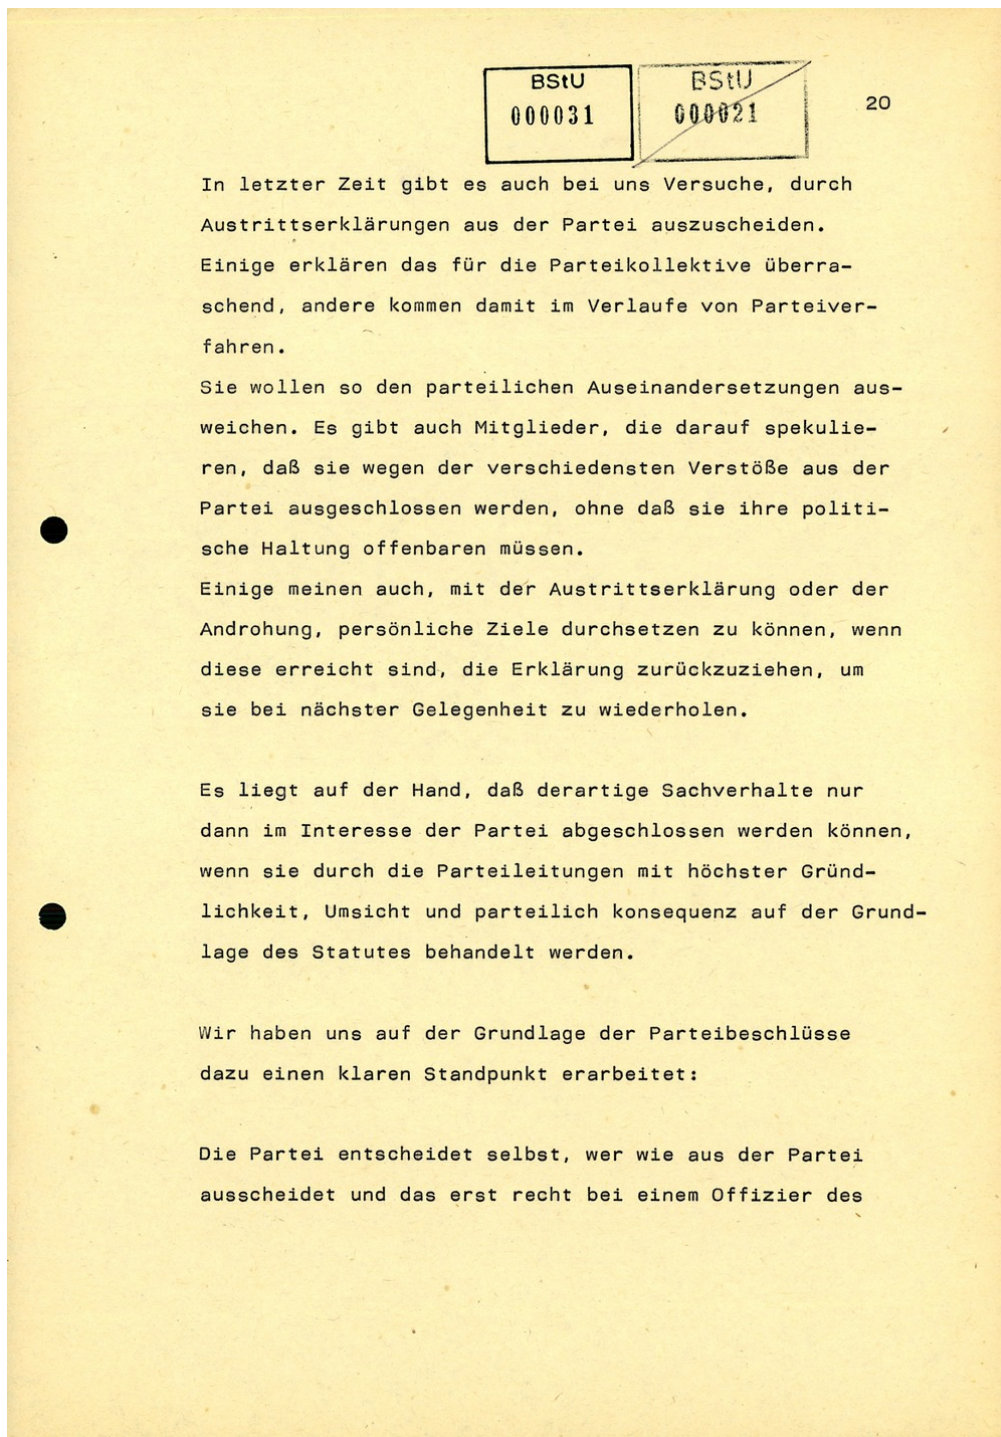 BStU
000031
BStU
000021
20
In letzter Zeit gibt es auch bei uns Versuche, durch
Austrittserklärungen aus der Partei auszuscheiden.
Einige erklären das für die Parteikollektive überra-
schend, andere kommen damit im Verlaufe von Parteiver-
fahren.
Sie wollen so den parteilichen Auseinandersetzungen aus-
weichen. Es gibt auch Mitglieder, die darauf spekulie-
ren, daß sie wegen der verschiedensten Verstöße aus der
Partei ausgeschlossen werden, ohne daß sie ihre politi-
sche Haltung offenbaren müssen.
Einige meinen auch, mit der Austrittserklärung oder der
Androhung, persönliche Ziele durchsetzen zu können, wenn
diese erreicht sind, die Erklärung zurückzuziehen, um
sie bei nächster Gelegenheit zu wiederholen.
Es liegt auf der Hand, daß derartige Sachverhalte nur
dann im Interesse der Partei abgeschlossen werden können,
wenn sie durch die Parteileitungen mit höchster Gründ-
lichkeit, Umsicht und parteilich konsequenz auf der Grund-
lage des Statutes behandelt werden.
Wir haben uns auf der Grundlage der Parteibeschlüsse
dazu einen klaren Standpunkt erarbeitet:
Die Partei entscheidet selbst, wer wie aus der Partei
ausscheidet und das erst recht bei einem Offizier des